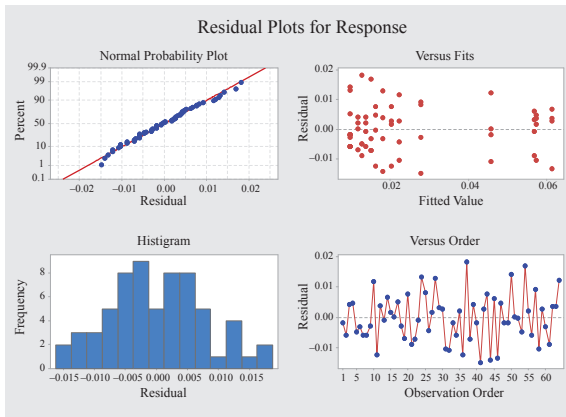 Residual Plots for Response
Normal Probability Plot
99.9
99
90
50
10
1
0.1
Percent
−0.02 −0.01 0.00 0.01 0.02
Residual
Versus Fits
0.02
0.01
0.00
−0.01
Residual
0.02 0.04 0.06
Fitted Value
Histigram
8
6
4
2
0
Frequency
−0.015 −0.010 −0.005 0.000 0.005 0.010 0.015
Residual
Versus Order
0.02
0.01
0.00
−0.01
Residual
1 5 10 15 20 25 30 35 40 45 50 55 60
Observation Order